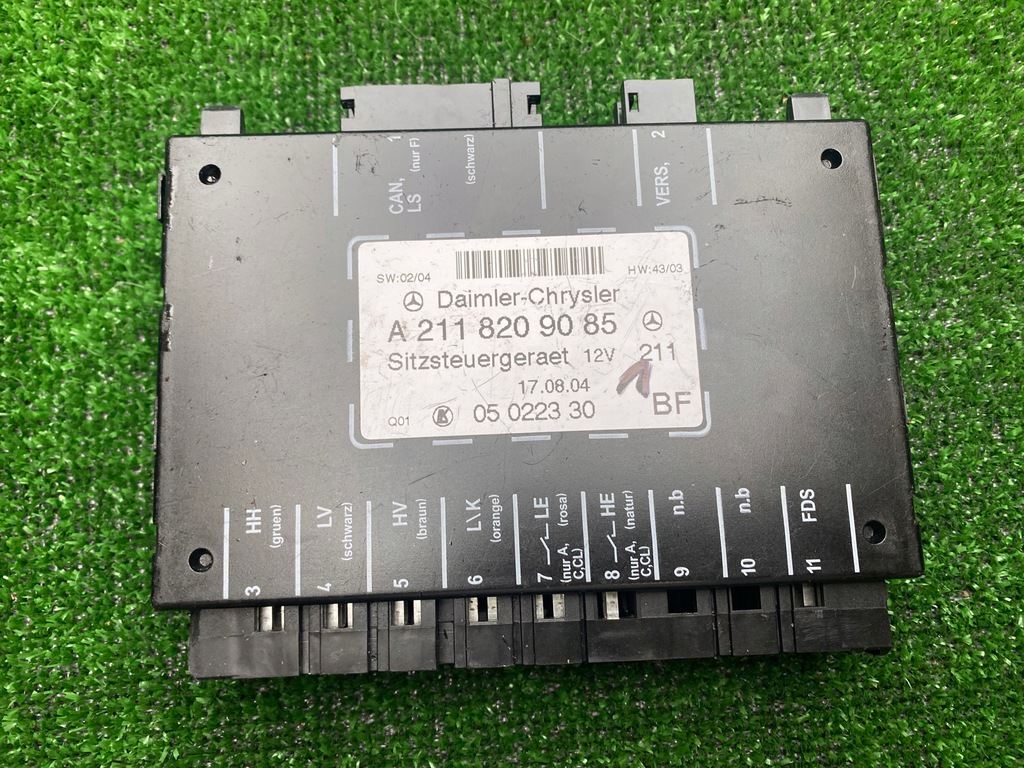 CAN, 1
LS (nur F)
(schwarz)
VERS, 2
SW:02/04
HW:43/03
Daimler-Chrysler
A 211 820 90 85
Sitzsteuergeraet 12V 211
17.08.04
Q01 K 05 0223 30 BF
3 HH
(gruen)
4 LV
(schwarz)
5 HV
(braun)
6 L\K
(orange)
7 LE
(nur A, (rosa)
C,CL)
8 HE
(nur A, (natur)
C,CL)
9 n.b
10 n.b
11 FDS